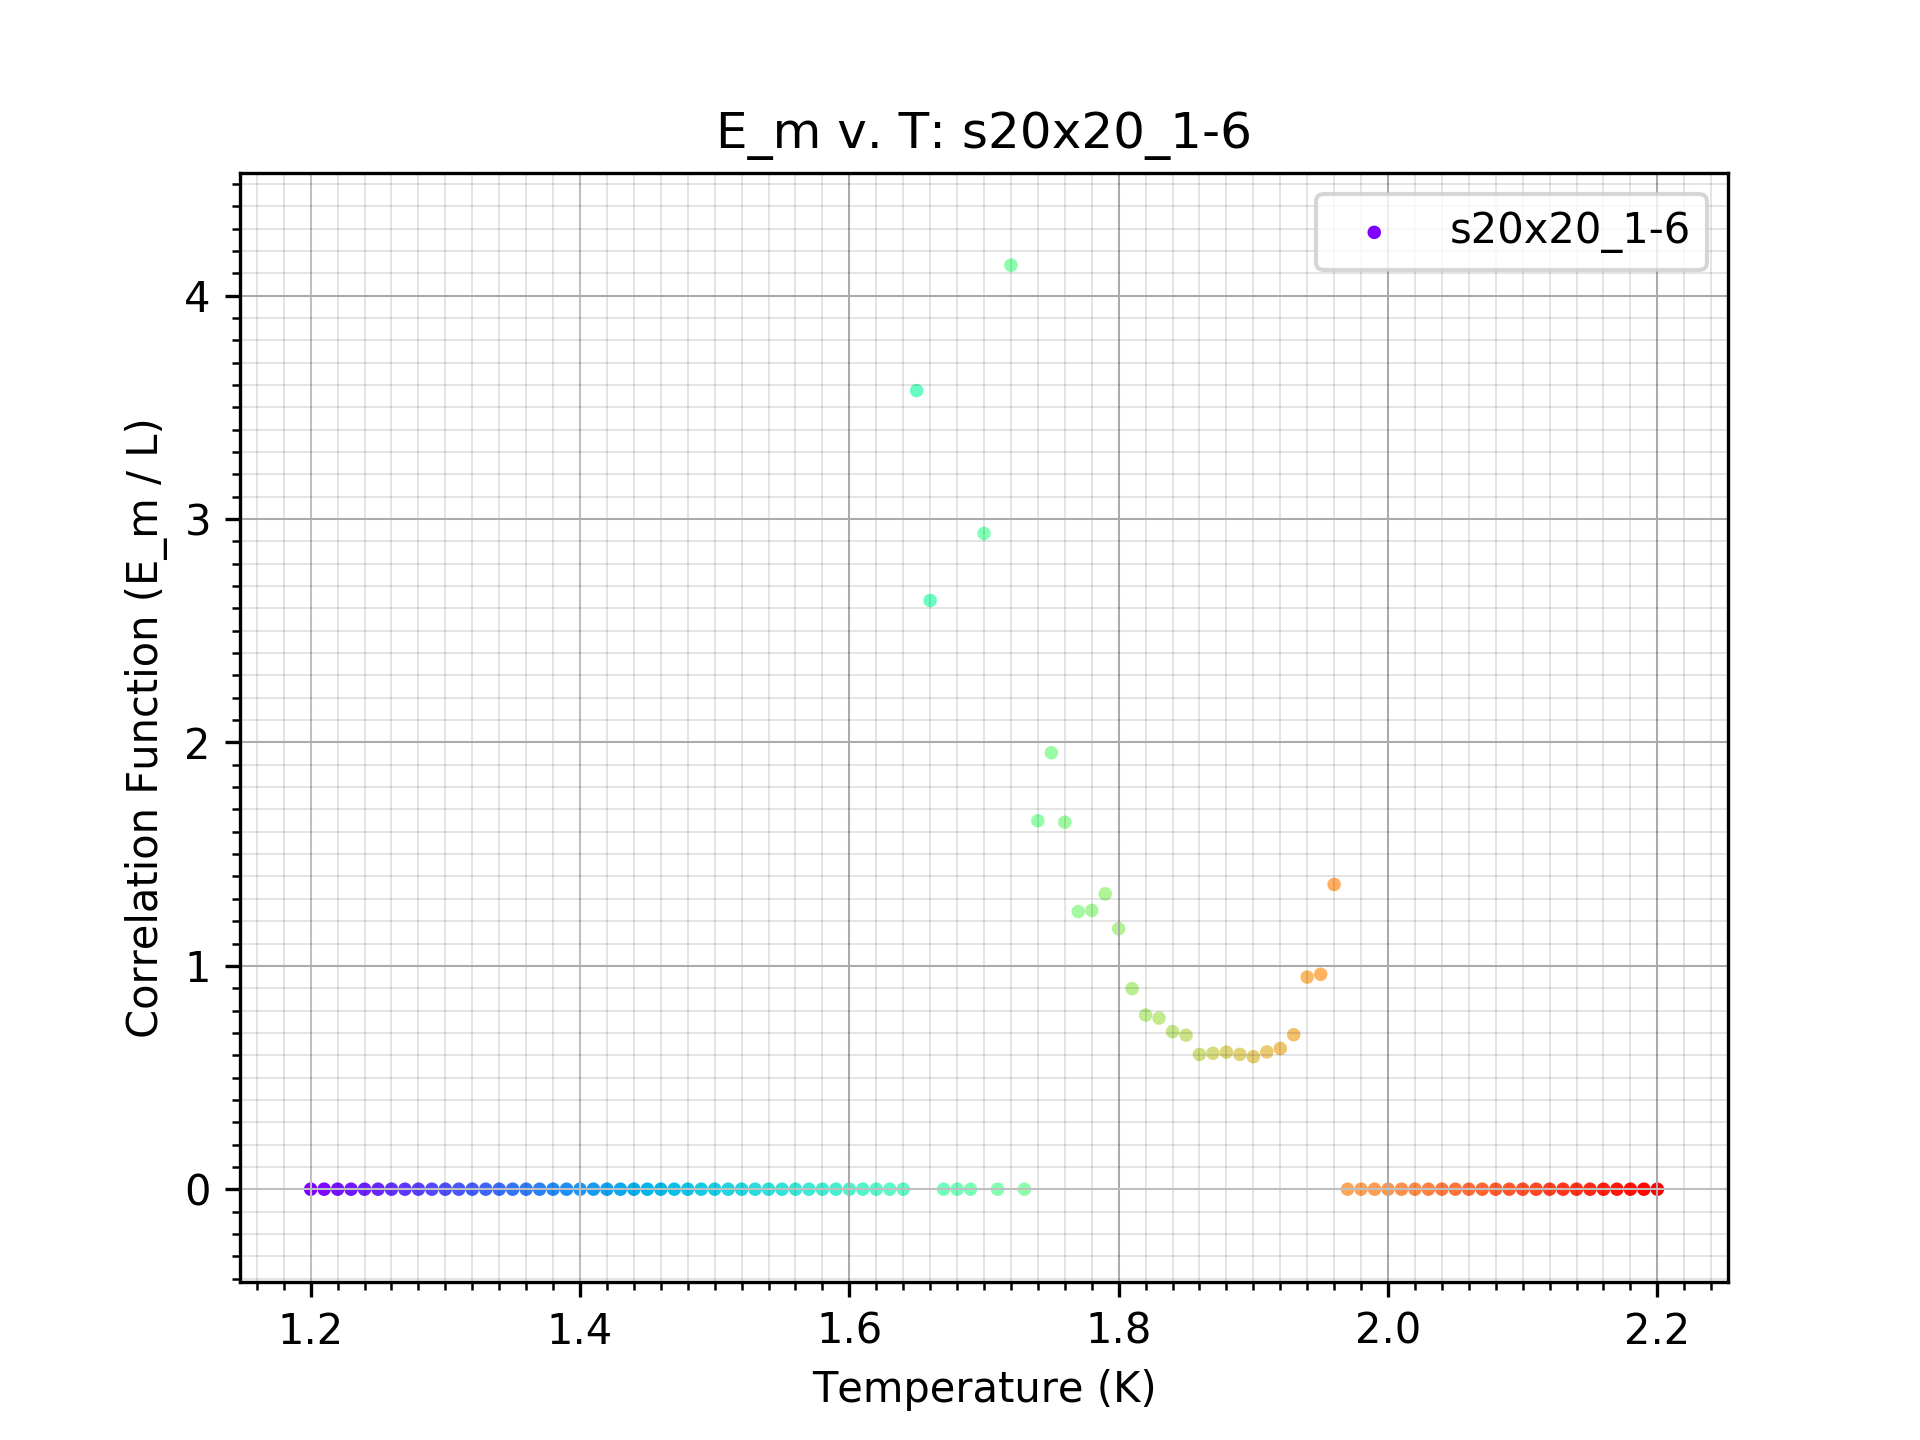 E_m v. T: s20x20_1-6
s20x20_1-6
Correlation Function (E_m / L)
4
3
2
1
0
1.2 1.4 1.6 1.8 2.0 2.2
Temperature (K)